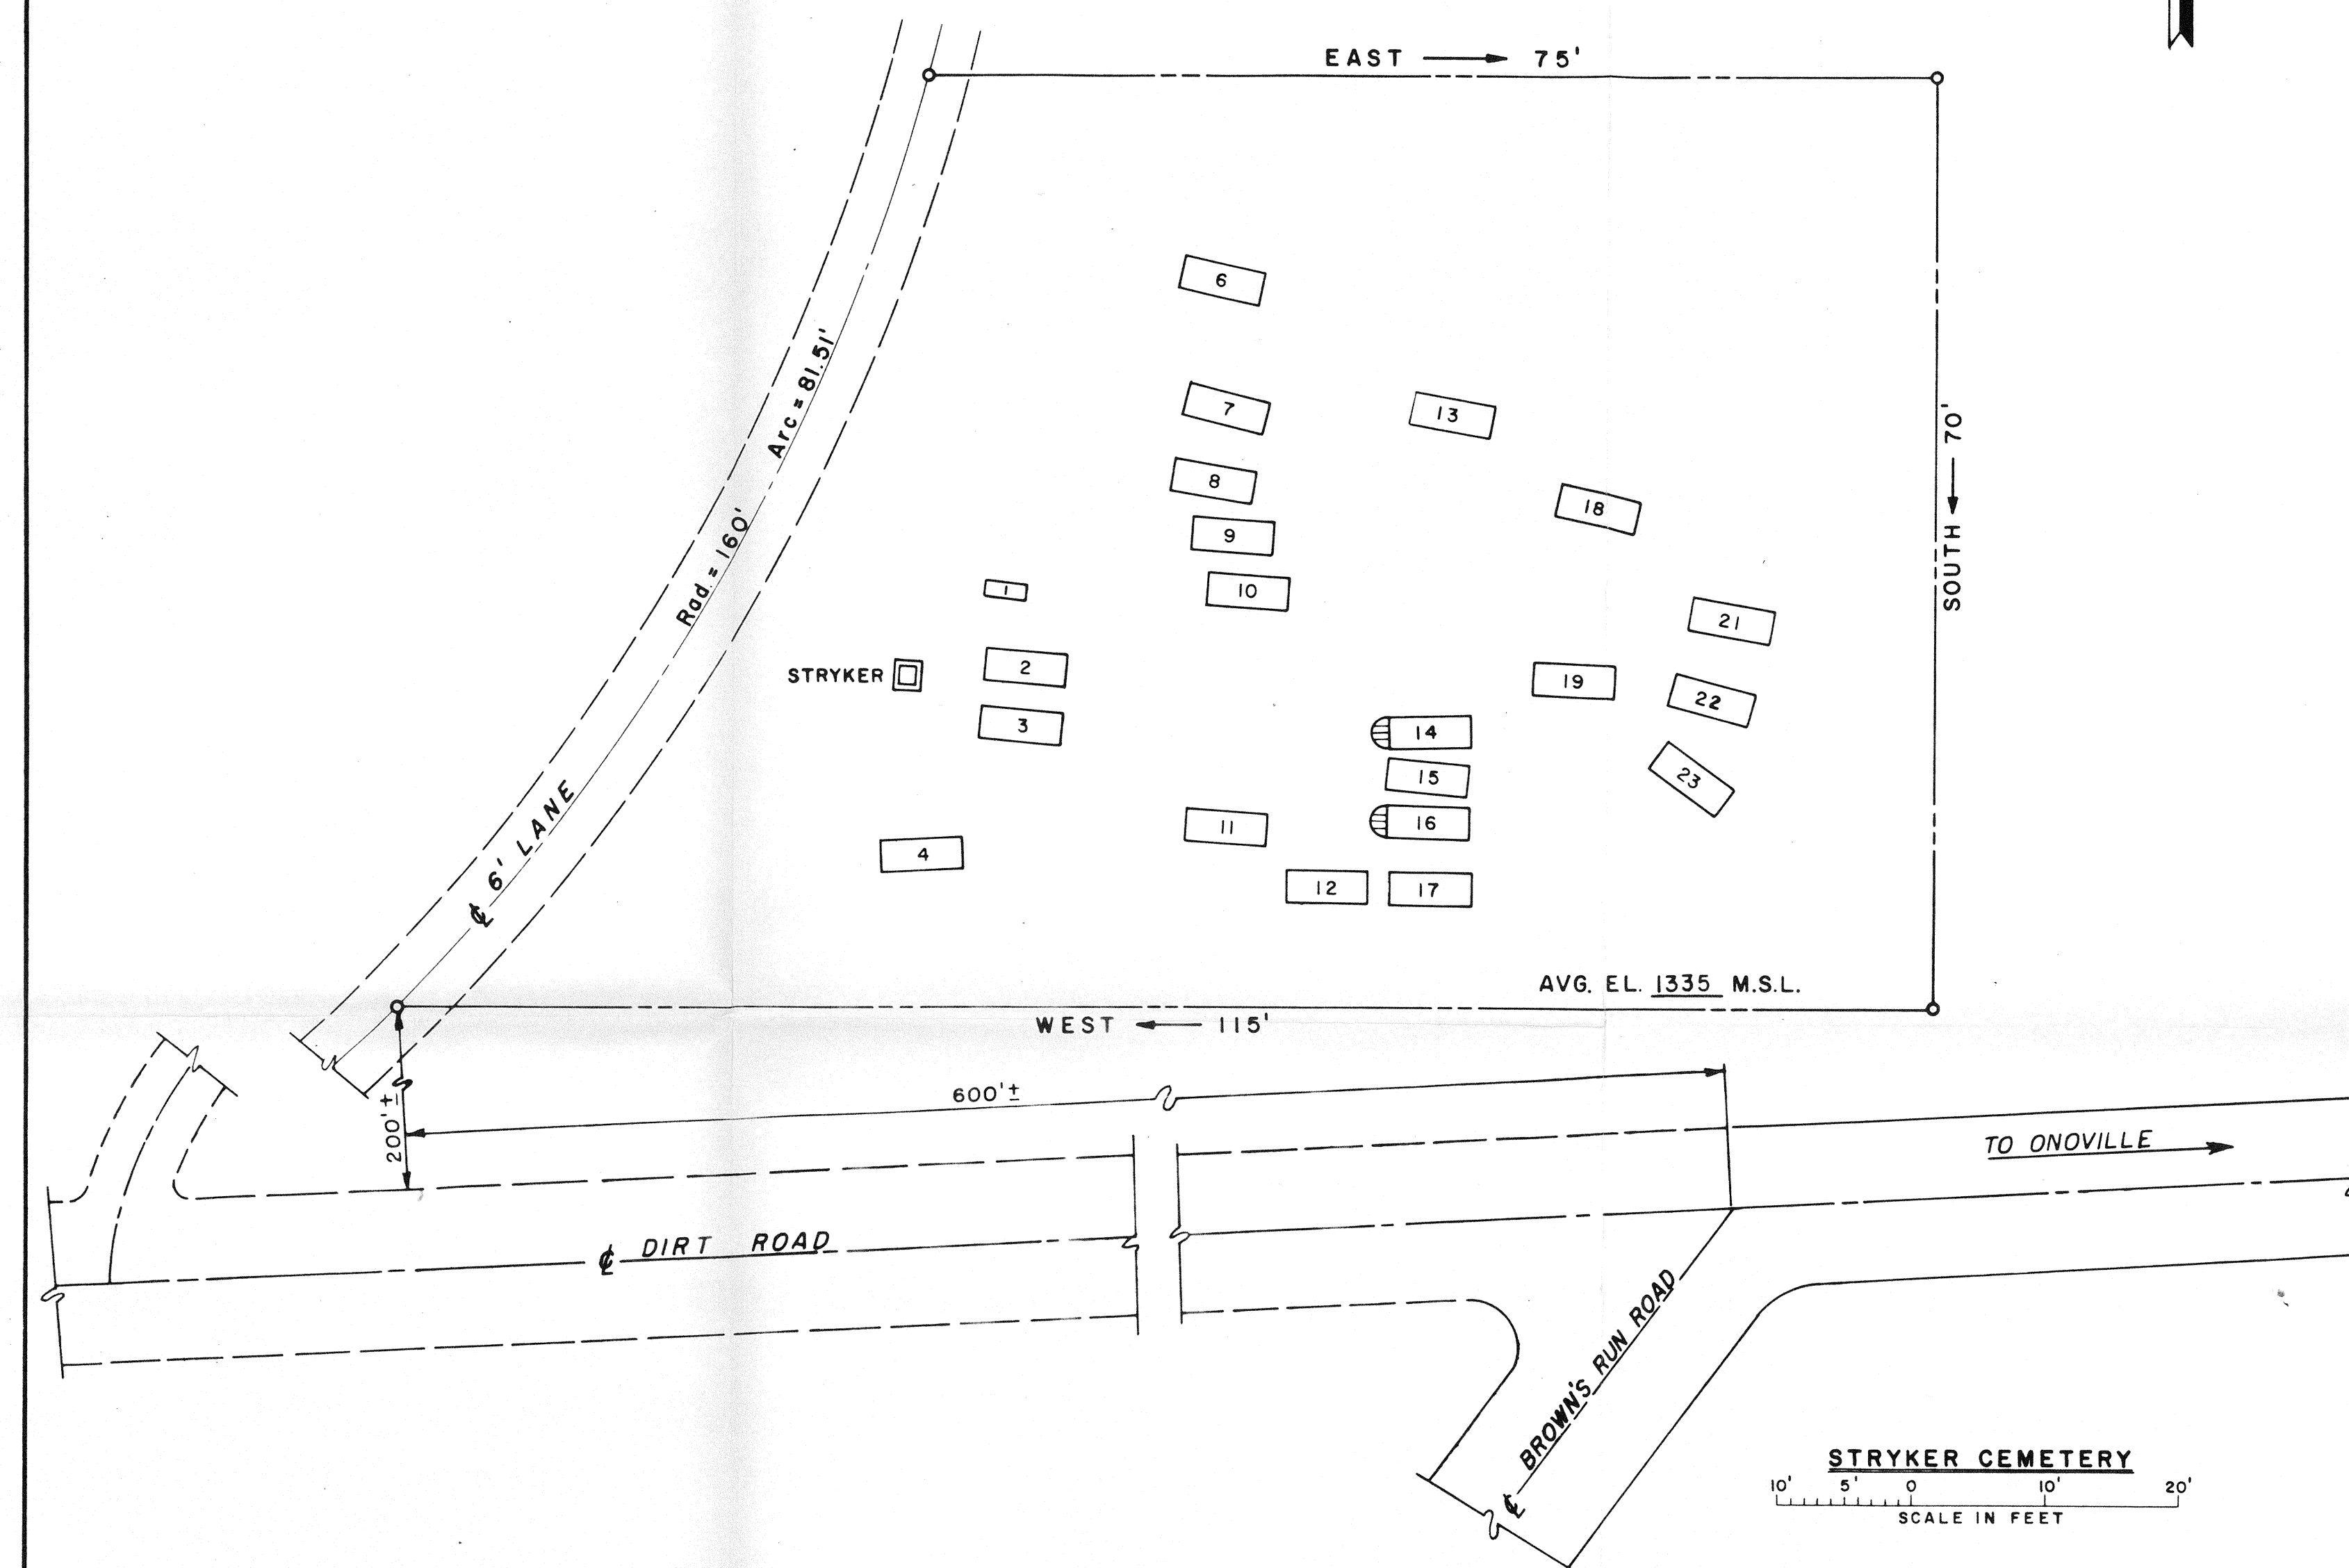 EAST 75'
6
7
13
8
18
9
10
1
21
2
STRYKER
19
22
3
14
15
23
16
11
4
12
17
SOUTH 70'
Rad. = 160' Arc = 81.51'
℄ 6' LANE
AVG. EL. 1335 M.S.L.
WEST 115'
600'±
200'±
TO ONOVILLE
℄ DIRT ROAD
℄ BROWN'S RUN ROAD
STRYKER CEMETERY
10' 5' 0 10' 20'
SCALE IN FEET